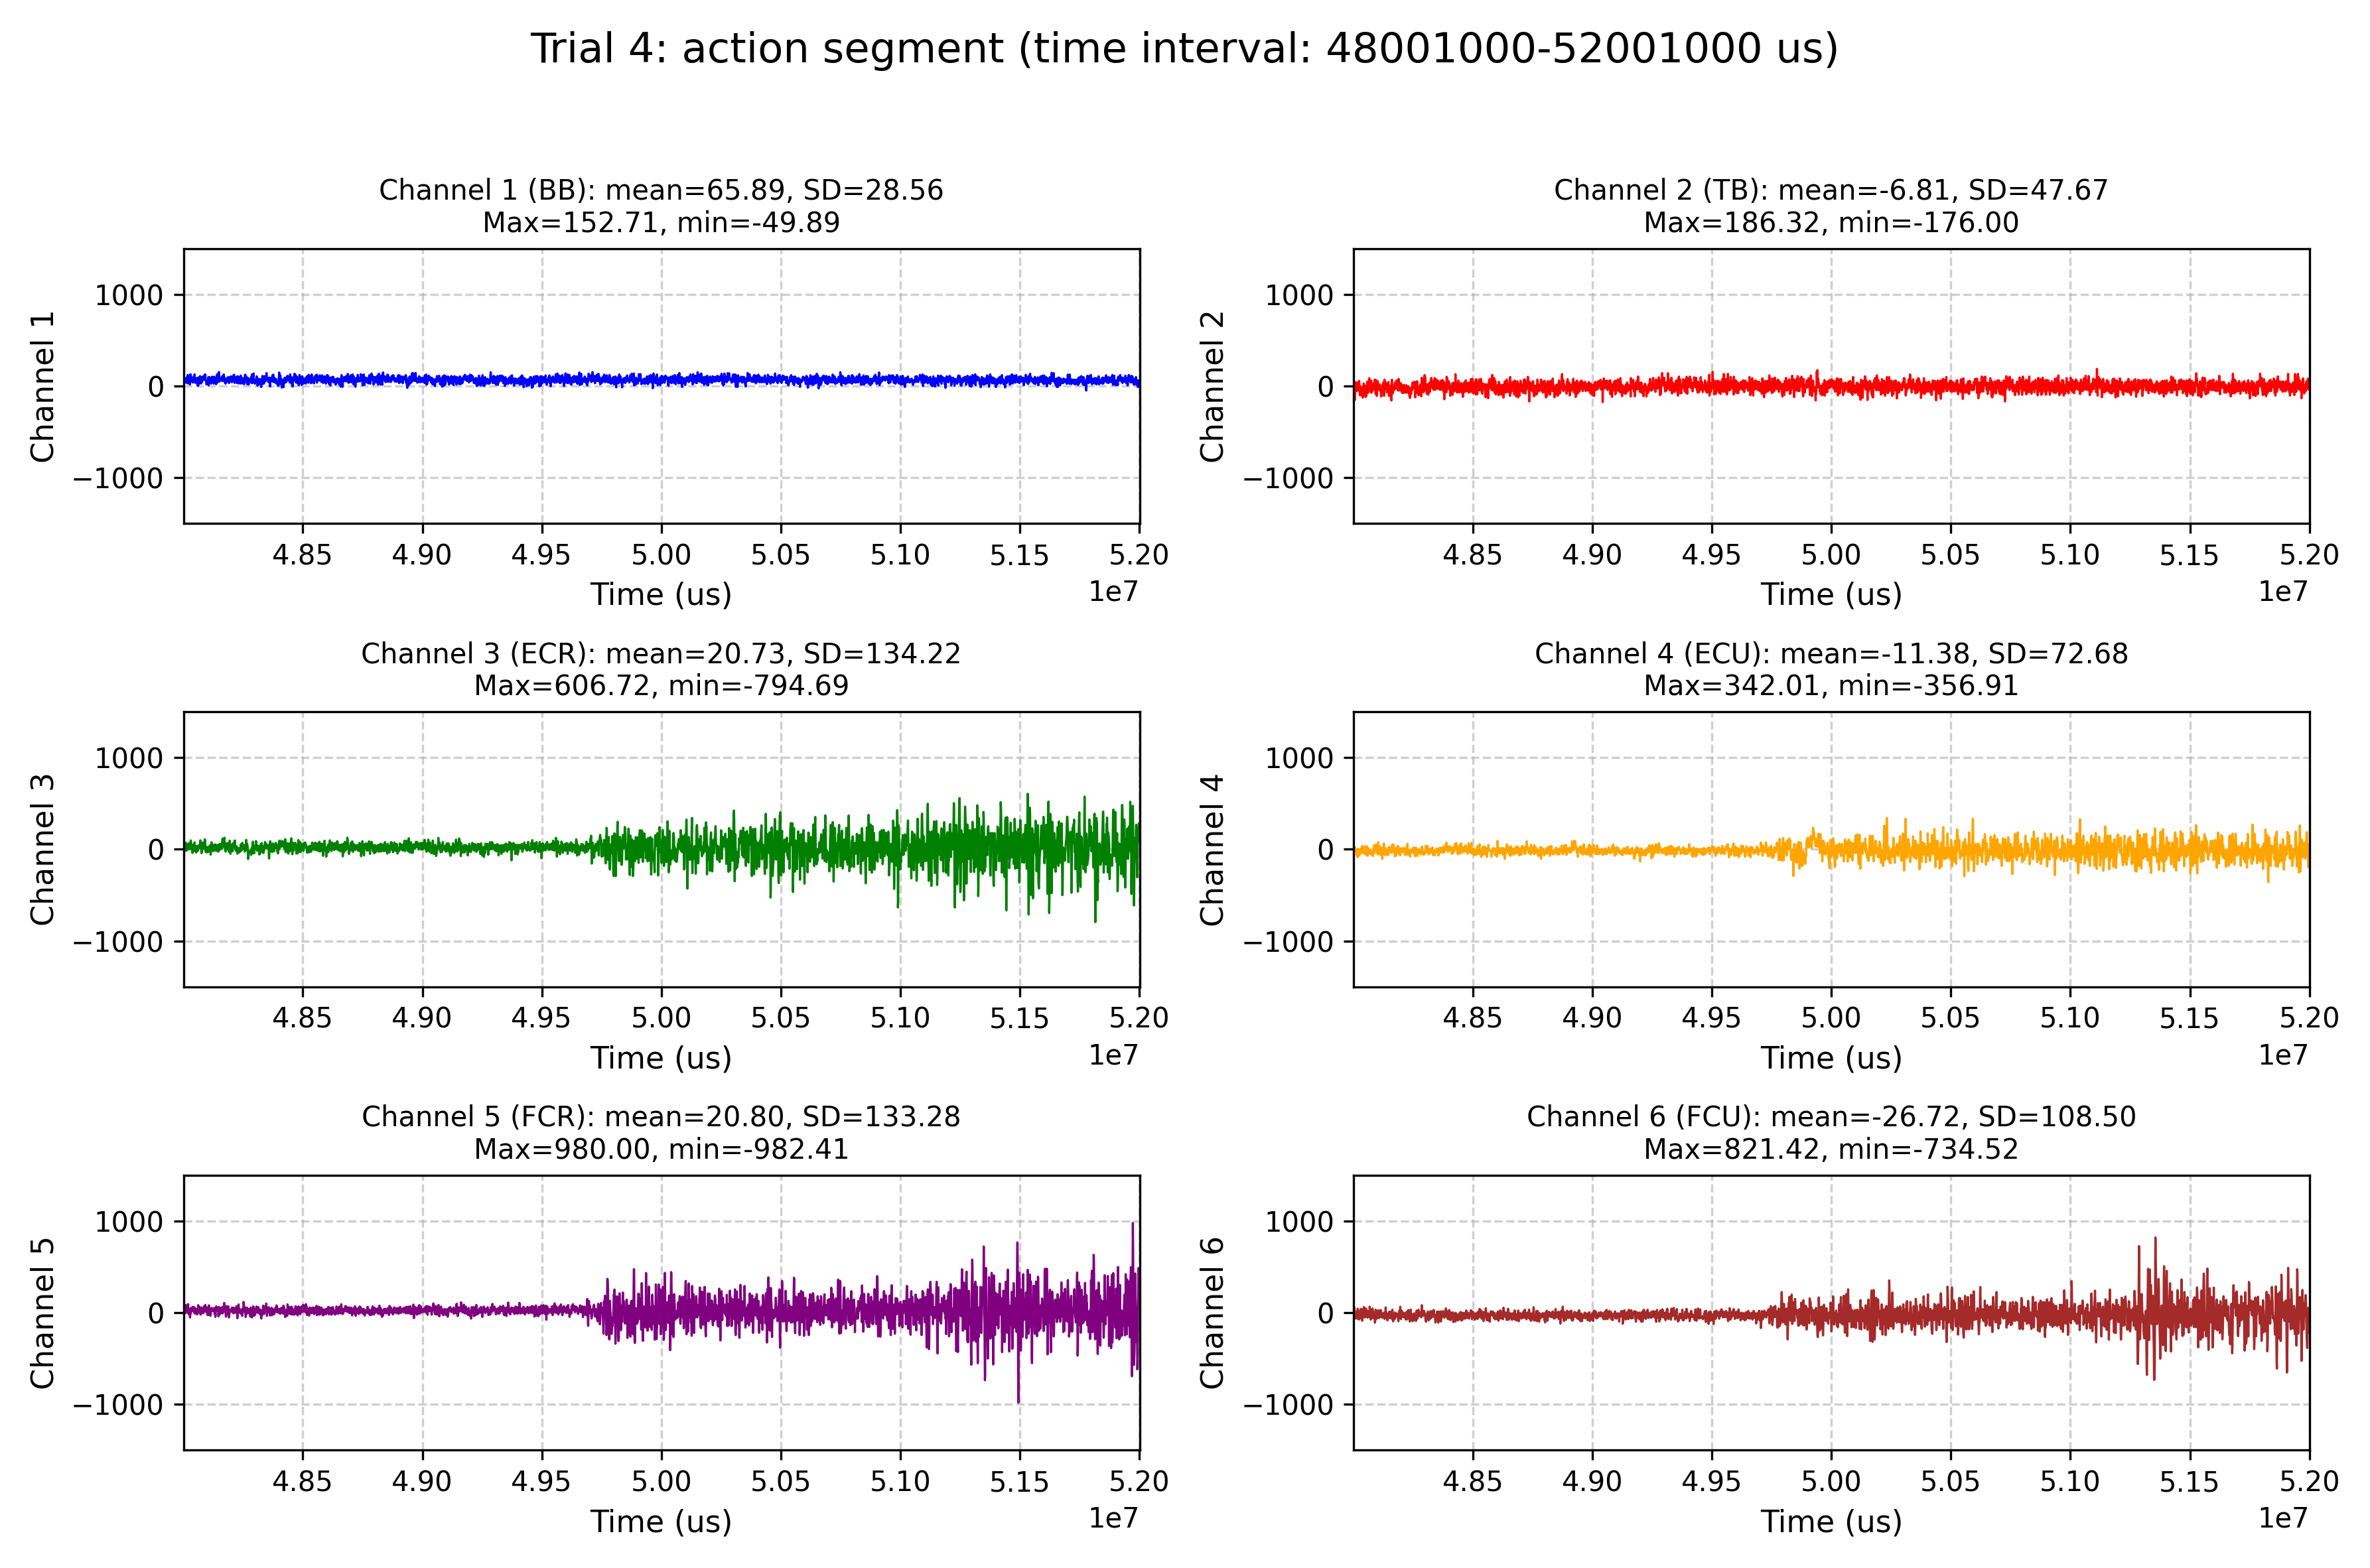 Trial 4: action segment (time interval: 48001000-52001000 us)
Channel 1 (BB): mean=65.89, SD=28.56
Max=152.71, min=-49.89
Channel 1
1000
0
−1000
4.85 4.90 4.95 5.00 5.05 5.10 5.15 5.20
Time (us)
1e7
Channel 2 (TB): mean=-6.81, SD=47.67
Max=186.32, min=-176.00
Channel 2
1000
0
−1000
4.85 4.90 4.95 5.00 5.05 5.10 5.15 5.20
Time (us)
1e7
Channel 3 (ECR): mean=20.73, SD=134.22
Max=606.72, min=-794.69
Channel 3
1000
0
−1000
4.85 4.90 4.95 5.00 5.05 5.10 5.15 5.20
Time (us)
1e7
Channel 4 (ECU): mean=-11.38, SD=72.68
Max=342.01, min=-356.91
Channel 4
1000
0
−1000
4.85 4.90 4.95 5.00 5.05 5.10 5.15 5.20
Time (us)
1e7
Channel 5 (FCR): mean=20.80, SD=133.28
Max=980.00, min=-982.41
Channel 5
1000
0
−1000
4.85 4.90 4.95 5.00 5.05 5.10 5.15 5.20
Time (us)
1e7
Channel 6 (FCU): mean=-26.72, SD=108.50
Max=821.42, min=-734.52
Channel 6
1000
0
−1000
4.85 4.90 4.95 5.00 5.05 5.10 5.15 5.20
Time (us)
1e7